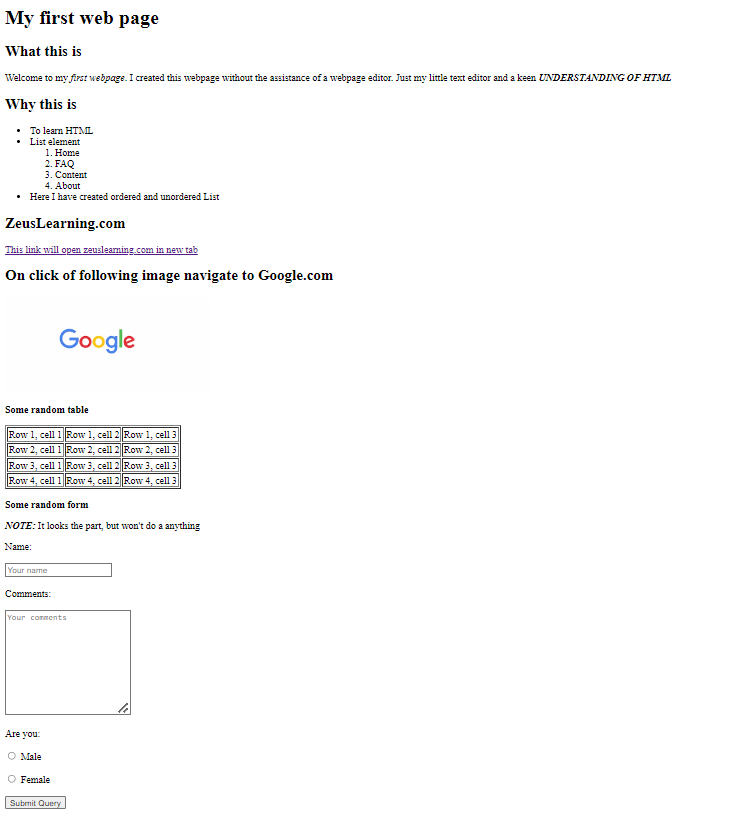 My first web page
What this is
Welcome to my first webpage. I created this webpage without the assistance of a webpage editor. Just my little text editor and a keen UNDERSTANDING OF HTML
Why this is
To learn HTML
List element
1. Home
2. FAQ
3. Content
4. About
Here I have created ordered and unordered List
ZeusLearning.com
This link will open zeuslearning.com in new tab
On click of following image navigate to Google.com
Google
Some random table
Row 1, cell 1 Row 1, cell 2 Row 1, cell 3
Row 2, cell 1 Row 2, cell 2 Row 2, cell 3
Row 3, cell 1 Row 3, cell 2 Row 3, cell 3
Row 4, cell 1 Row 4, cell 2 Row 4, cell 3
Some random form
NOTE: It looks the part, but won't do a anything
Name:
Your name
Comments:
Your comments
Are you:
Male
Female
Submit Query